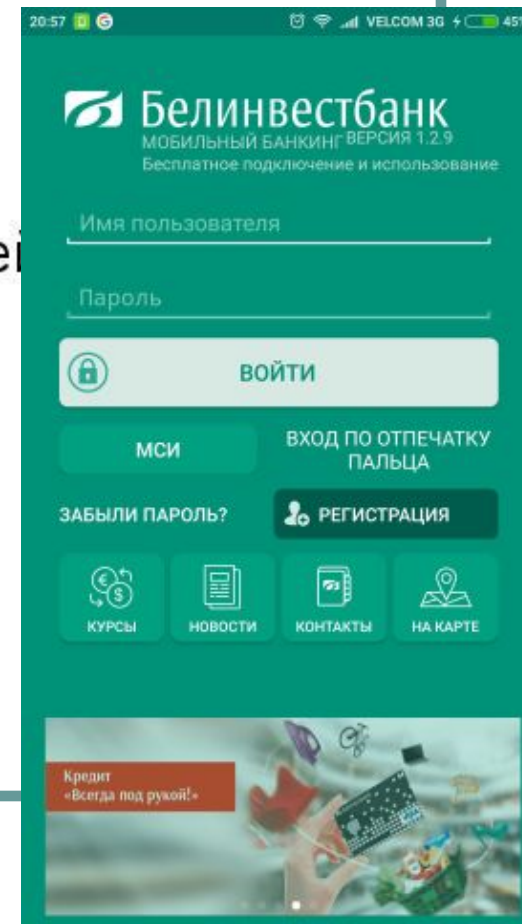 20:57 VELCOM 3G 45%
Белинвестбанк
МОБИЛЬНЫЙ БАНКИНГ ВЕРСИЯ 1.2.9
Бесплатное подключение и использование
ей
Имя пользователя
Пароль
ВОЙТИ
МСИ
ВХОД ПО ОТПЕЧАТКУ
ПАЛЬЦА
ЗАБЫЛИ ПАРОЛЬ?
РЕГИСТРАЦИЯ
КУРСЫ
НОВОСТИ
КОНТАКТЫ
НА КАРТЕ
Кредит
«Всегда под рукой!»